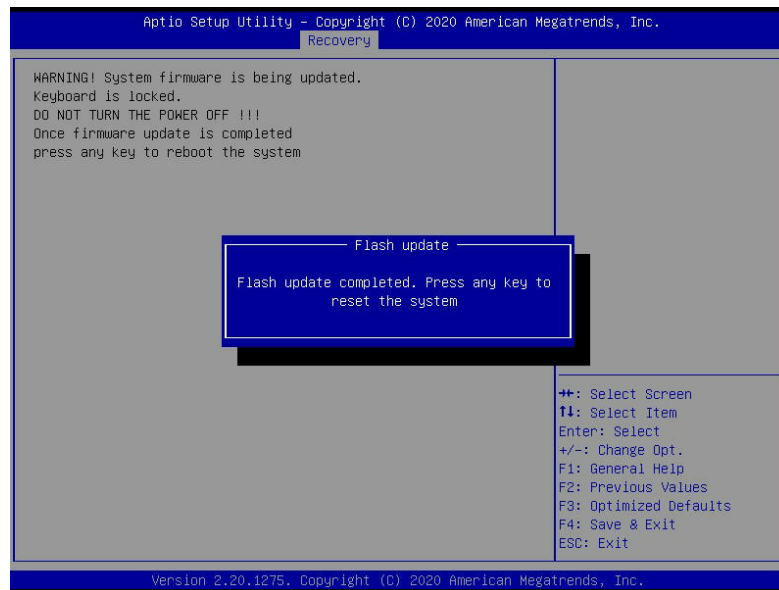 Aptio Setup Utility – Copyright (C) 2020 American Megatrends, Inc.
Recovery
WARNING! System firmware is being updated.
Keyboard is locked.
DO NOT TURN THE POWER OFF !!!
Once firmware update is completed
press any key to reboot the system
Flash update
Flash update completed. Press any key to
reset the system
→←: Select Screen
↑↓: Select Item
Enter: Select
+/-: Change Opt.
F1: General Help
F2: Previous Values
F3: Optimized Defaults
F4: Save & Exit
ESC: Exit
Version 2.20.1275. Copyright (C) 2020 American Megatrends, Inc.